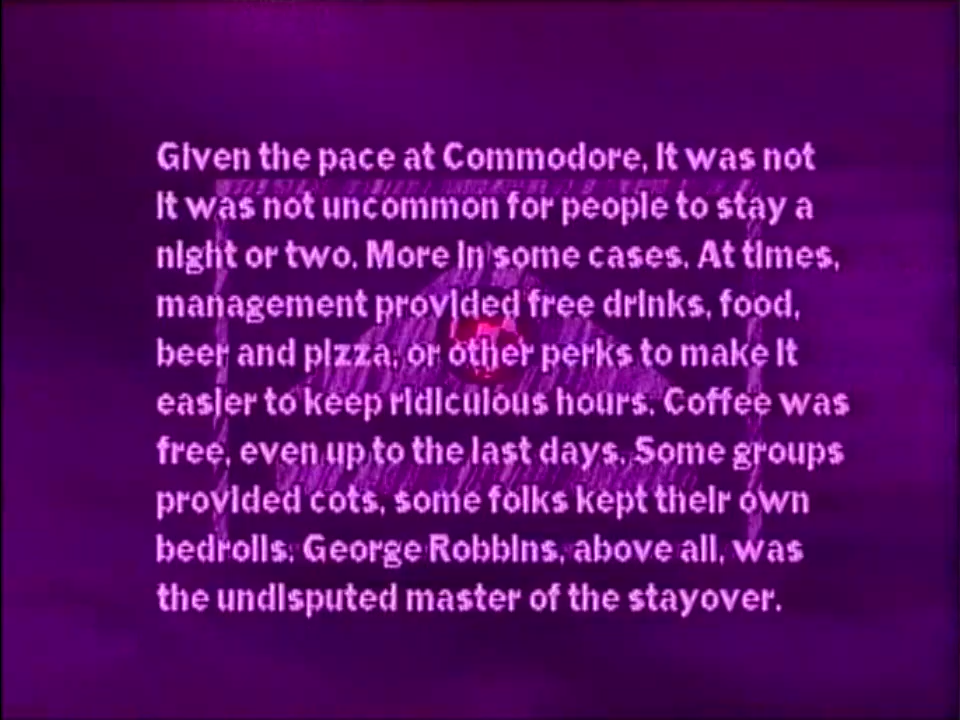 Given the pace at Commodore, it was not
It was not uncommon for people to stay a
night or two. More in some cases. At times,
management provided free drinks, food,
beer and pizza, or other perks to make it
easier to keep ridiculous hours. Coffee was
free, even up to the last days. Some groups
provided cots, some folks kept their own
bedrolls. George Robbins, above all, was
the undisputed master of the stayover.